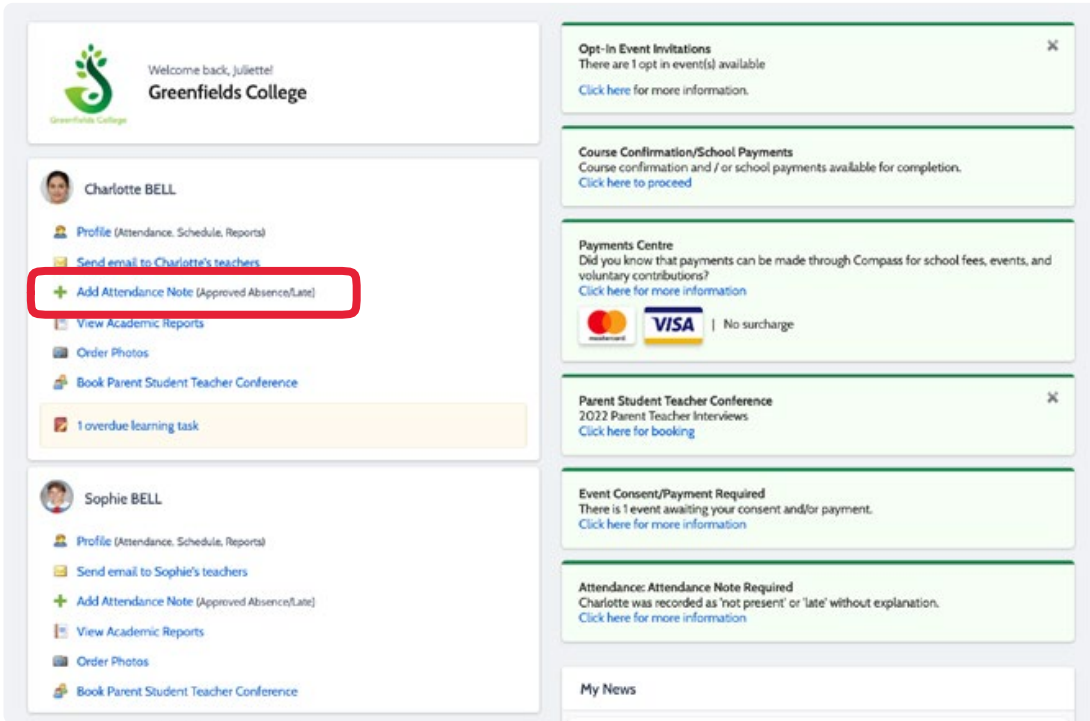 Welcome back, Juliette!
Greenfields College
Greenfields College
Charlotte BELL
Profile (Attendance, Schedule, Reports)
Send email to Charlotte's teachers
Add Attendance Note (Approved Absence/Late)
View Academic Reports
Order Photos
Book Parent Student Teacher Conference
1 overdue learning task
Sophie BELL
Profile (Attendance, Schedule, Reports)
Send email to Sophie's teachers
Add Attendance Note (Approved Absence/Late)
View Academic Reports
Order Photos
Book Parent Student Teacher Conference
Opt-In Event Invitations
There are 1 opt in event(s) available
Click here for more information.
Course Confirmation/School Payments
Course confirmation and / or school payments available for completion.
Click here to proceed
Payments Centre
Did you know that payments can be made through Compass for school fees, events, and
voluntary contributions?
Click here for more information
mastercard VISA | No surcharge
Parent Student Teacher Conference
2022 Parent Teacher Interviews
Click here for booking
Event Consent/Payment Required
There is 1 event awaiting your consent and/or payment.
Click here for more information
Attendance: Attendance Note Required
Charlotte was recorded as 'not present' or 'late' without explanation.
Click here for more information
My News